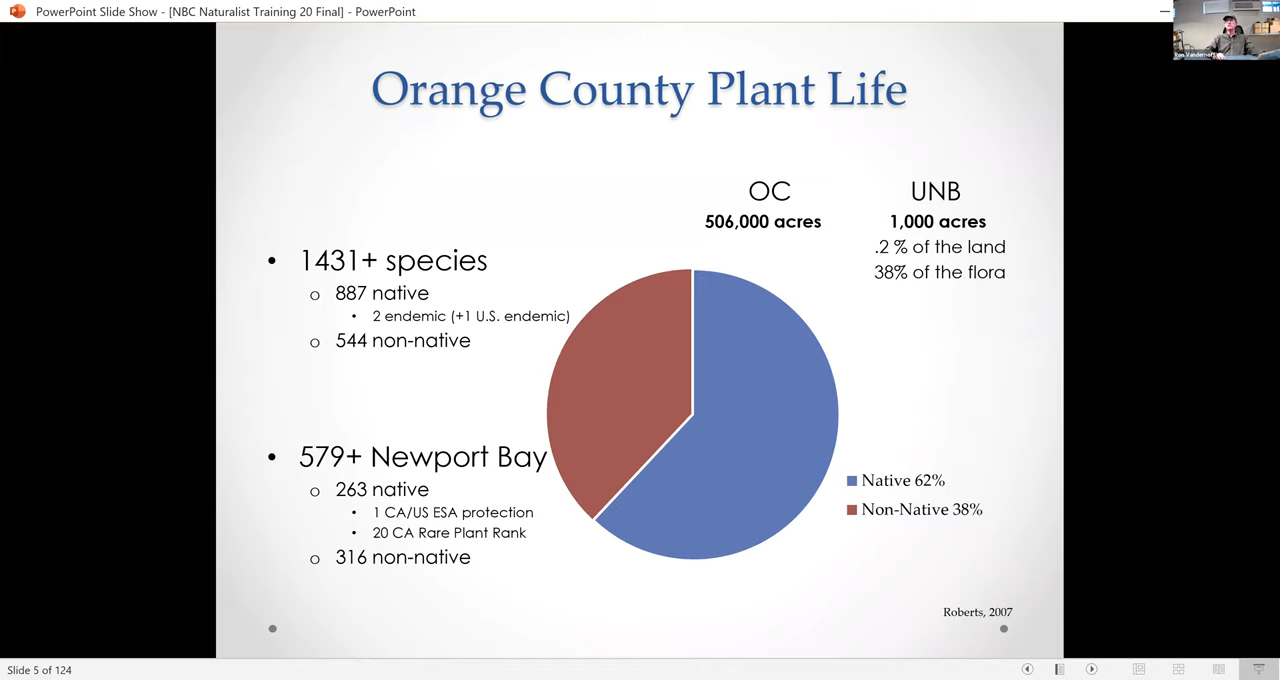 PowerPoint Slide Show - [NBC Naturalist Training 20 Final] - PowerPoint
Orange County Plant Life
OC
506,000 acres
UNB
1,000 acres
.2 % of the land
38% of the flora
• 1431+ species
o 887 native
• 2 endemic (+1 U.S. endemic)
o 544 non-native
• 579+ Newport Bay
o 263 native
• 1 CA/US ESA protection
• 20 CA Rare Plant Rank
o 316 non-native
Native 62%
Non-Native 38%
Roberts, 2007
Slide 5 of 124